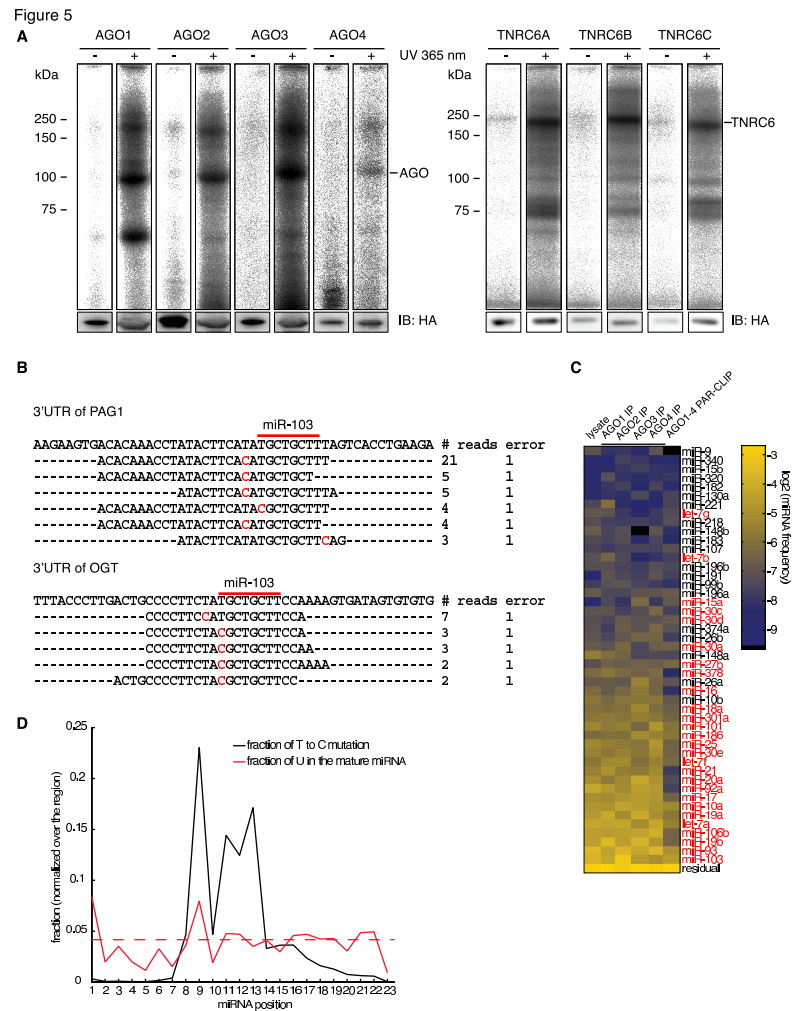 Figure 5
A
AGO1 AGO2 AGO3 AGO4
- + - + - + - + UV 365 nm
kDa
250 –
150 –
100 –
75 –
–AGO
IB: HA
TNRC6A TNRC6B TNRC6C
- + - + - +
kDa
250 –
150 –
100 –
75 –
–TNRC6
IB: HA
B
3'UTR of PAG1
miR-103
AAGAAGTGACACAAACCTATACTTCATATGCTGCTTTAGTCACCTGAAGA # reads error
--------ACACAAACCTATACTTCACATGCTGCTTT------------- 21 1
--------ACACAAACCTATACTTCACATGCTGCT--------------- 5 1
------------------ATACTTCACATGCTGCTTTA------------ 5 1
--------ACACAAACCTATACTTCATACGCTGCTTT------------- 4 1
--------ACACAAACCTATACTTCACATGCTGCTT-------------- 4 1
------------------ATACTTCATATGCTGCTTCAG----------- 3 1
3'UTR of OGT
miR-103
TTTACCCTTGACTGCCCCTTCTATGCTGCTTCCAAAAGTGATAGTGTGTG # reads error
--------------CCCCTTCCATGCTGCTTCCA---------------- 7 1
--------------CCCCTTCTACGCTGCTTCCA---------------- 3 1
--------------CCCCTTCTACGCTGCTTCCAA--------------- 3 1
--------------CCCCTTCTACGCTGCTTCCAAAA------------- 2 1
----------ACTGCCCCTTCTACGCTGCTTCC----------------- 2 1
C
lysate
AGO1 IP
AGO2 IP
AGO3 IP
AGO4 IP
AGO1-4 PAR-CLIP
miR-9
miR-340
miR-15b
miR-320
miR-182
miR-130a
miR-221
let-7g
miR-218
miR-148b
miR-183
miR-107
let-7b
miR-196b
miR-191
miR-99b
miR-196a
miR-15a
miR-30c
miR-30d
miR-374a
miR-26b
miR-30a
miR-148a
miR-27b
miR-378
miR-26a
miR-16
miR-10b
miR-18a
miR-301a
miR-101
miR-186
miR-25
miR-30e
let-7f
miR-21
miR-20a
miR-92a
miR-17
miR-10a
miR-19a
let-7a
miR-106b
miR-19b
miR-93
miR-103
residual
-3
-4
-5
-6
-7
-8
-9
log2 (miRNA frequency)
D
fraction of T to C mutation
fraction of U in the mature miRNA
0.25
0.2
0.15
0.1
0.05
0
fraction (normalized over the region)
1 2 3 4 5 6 7 8 9 10 11 12 13 14 15 16 17 18 19 20 21 22 23
miRNA position